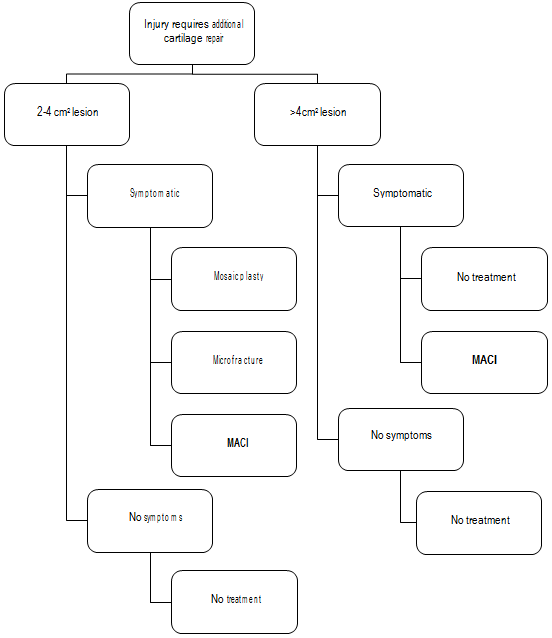 Injury requires additional
cartilage repair
2-4 cm² lesion
>4cm² lesion
Symptomatic
Symptomatic
Mosaicplasty
No treatment
Microfracture
MACI
MACI
No symptoms
No symptoms
No treatment
No treatment